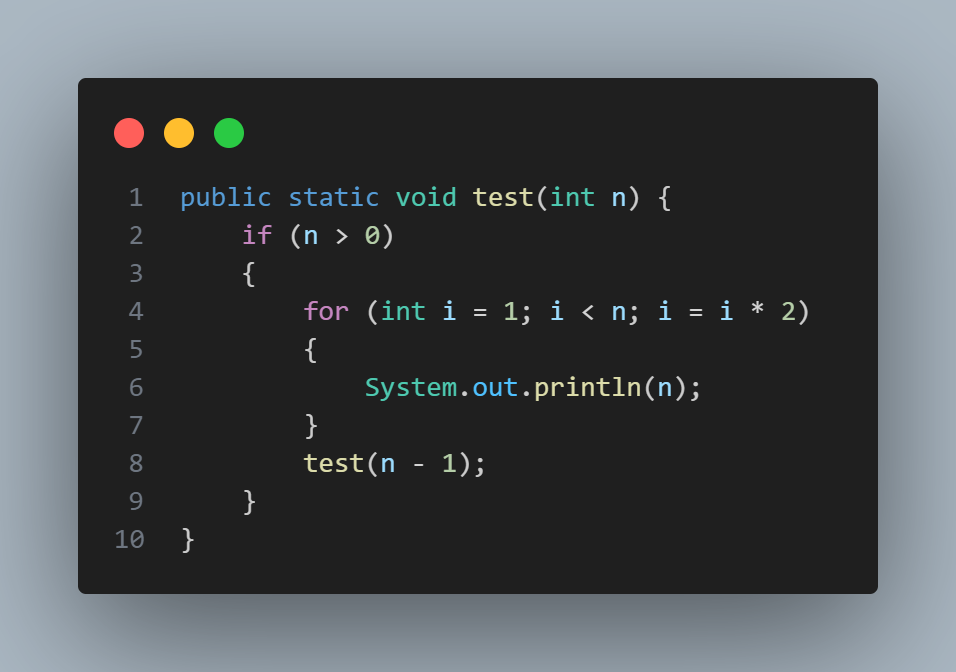 1 public static void test(int n) {
2     if (n > 0)
3     {
4         for (int i = 1; i < n; i = i * 2)
5         {
6             System.out.println(n);
7         }
8         test(n - 1);
9     }
10 }